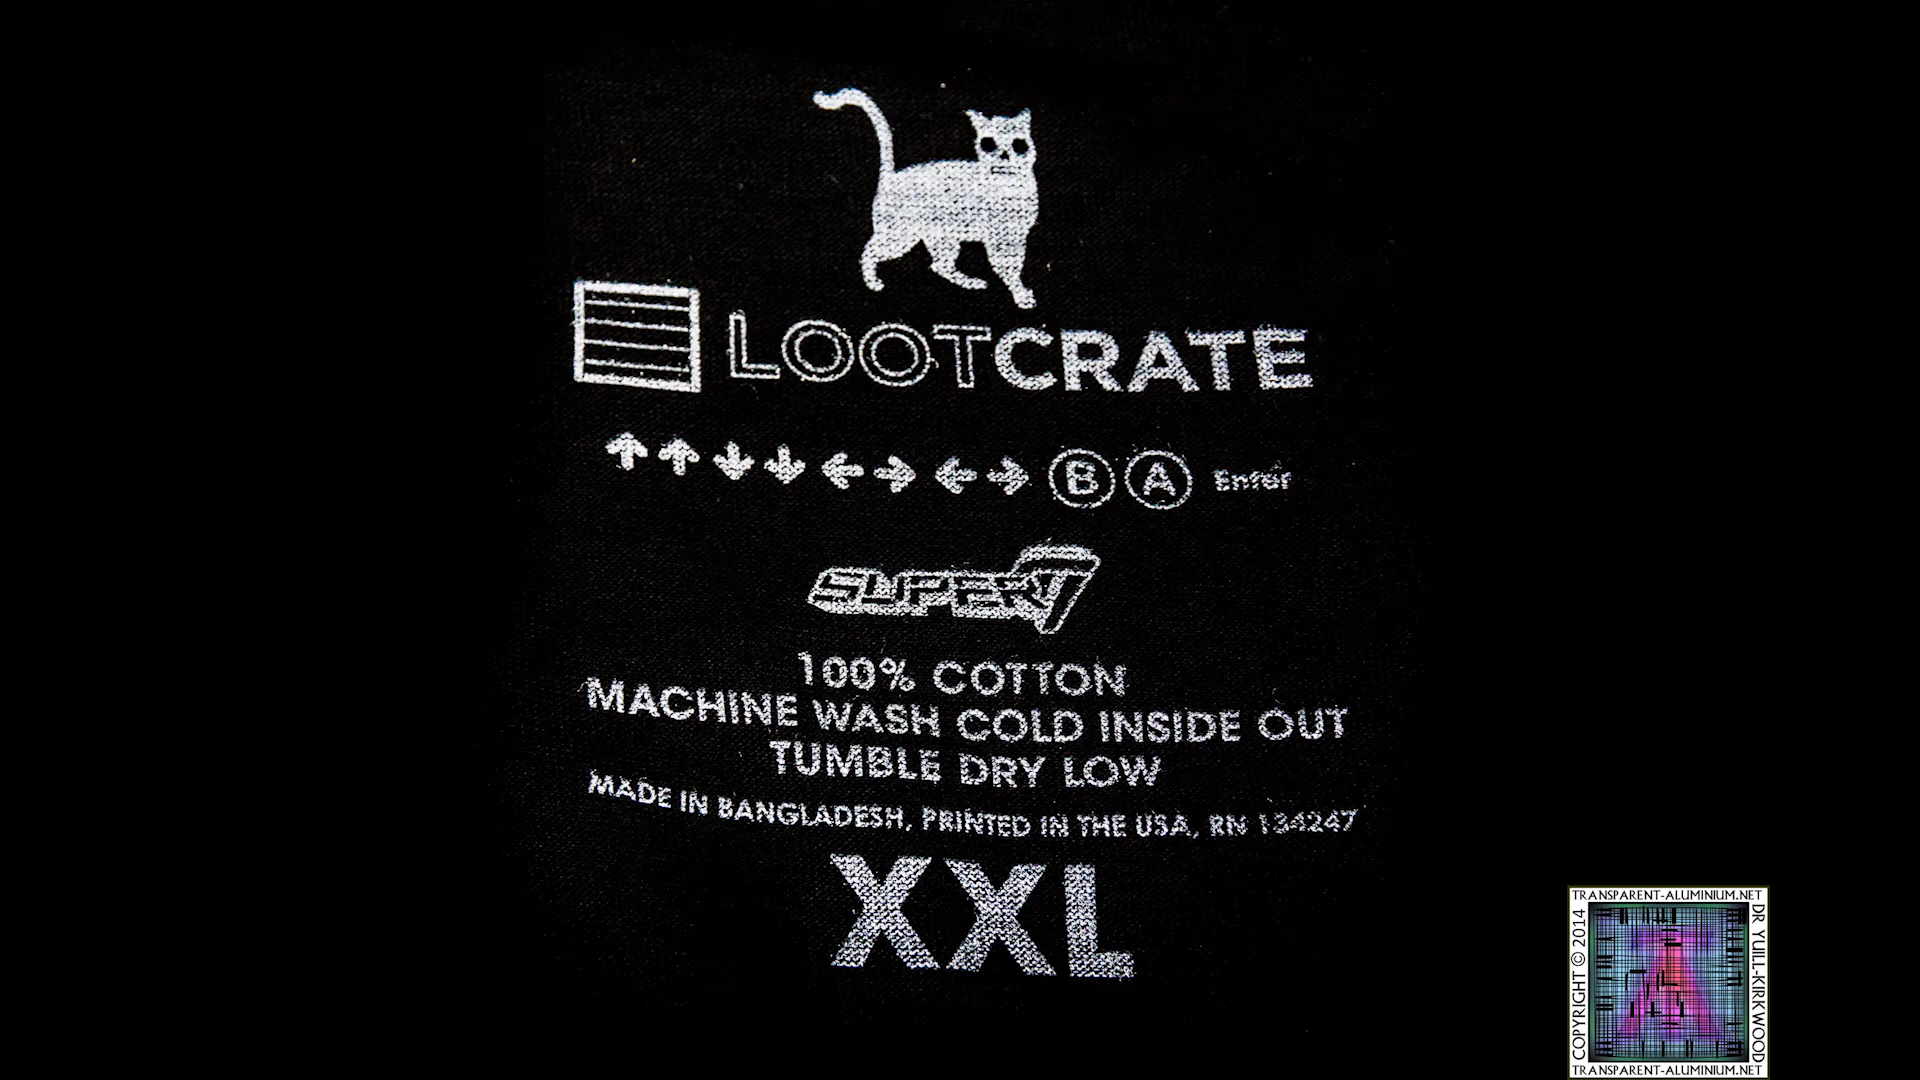 LOOTCRATE
↑ ↑ ↓ ↓ ← → ← → B A Enter
SUPER7
100% COTTON
MACHINE WASH COLD INSIDE OUT
TUMBLE DRY LOW
MADE IN BANGLADESH, PRINTED IN THE USA, RN 134247
XXL
TRANSPARENT-ALUMINIUM.NET
COPYRIGHT © 2014
DR YUILL-KIRKWOOD
TRANSPARENT-ALUMINIUM.NET